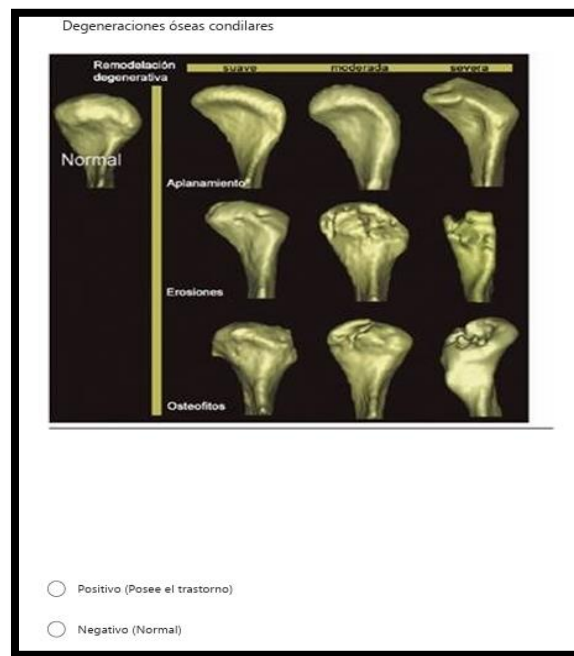 Degeneraciones óseas condilares
Remodelación
degenerativa
suave
moderada
severa
Normal
Aplanamiento
Erosiones
Osteofitos
Positivo (Posee el trastorno)
Negativo (Normal)